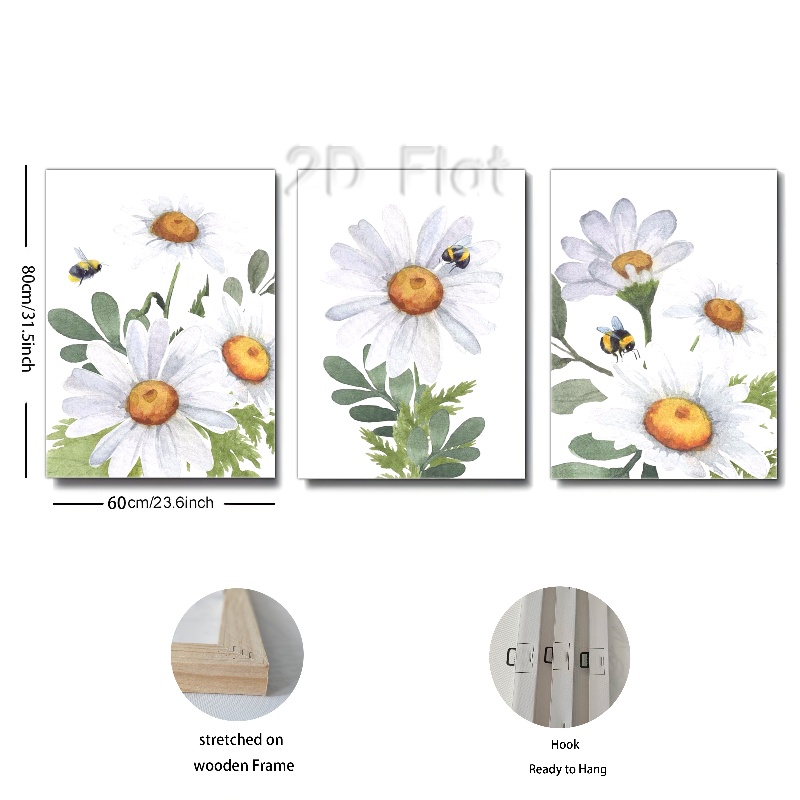 2D Flat
80cm/31.5inch
60cm/23.6inch
stretched on
wooden Frame
Hook
Ready to Hang